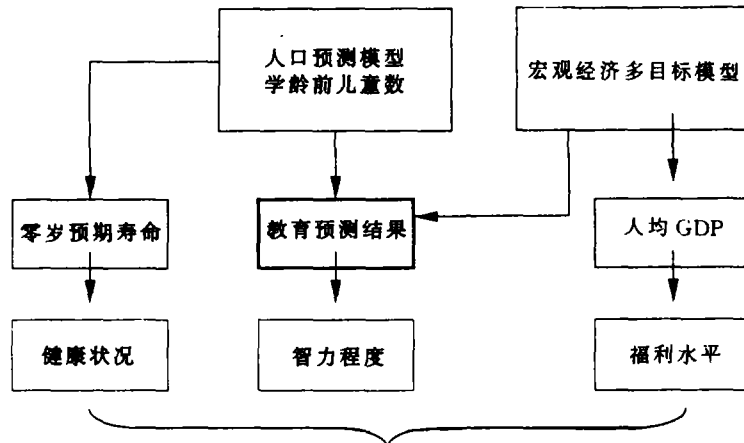 人口预测模型
学龄前儿童数
宏观经济多目标模型
零岁预期寿命
教育预测结果
人均 GDP
健康状况
智力程度
福利水平